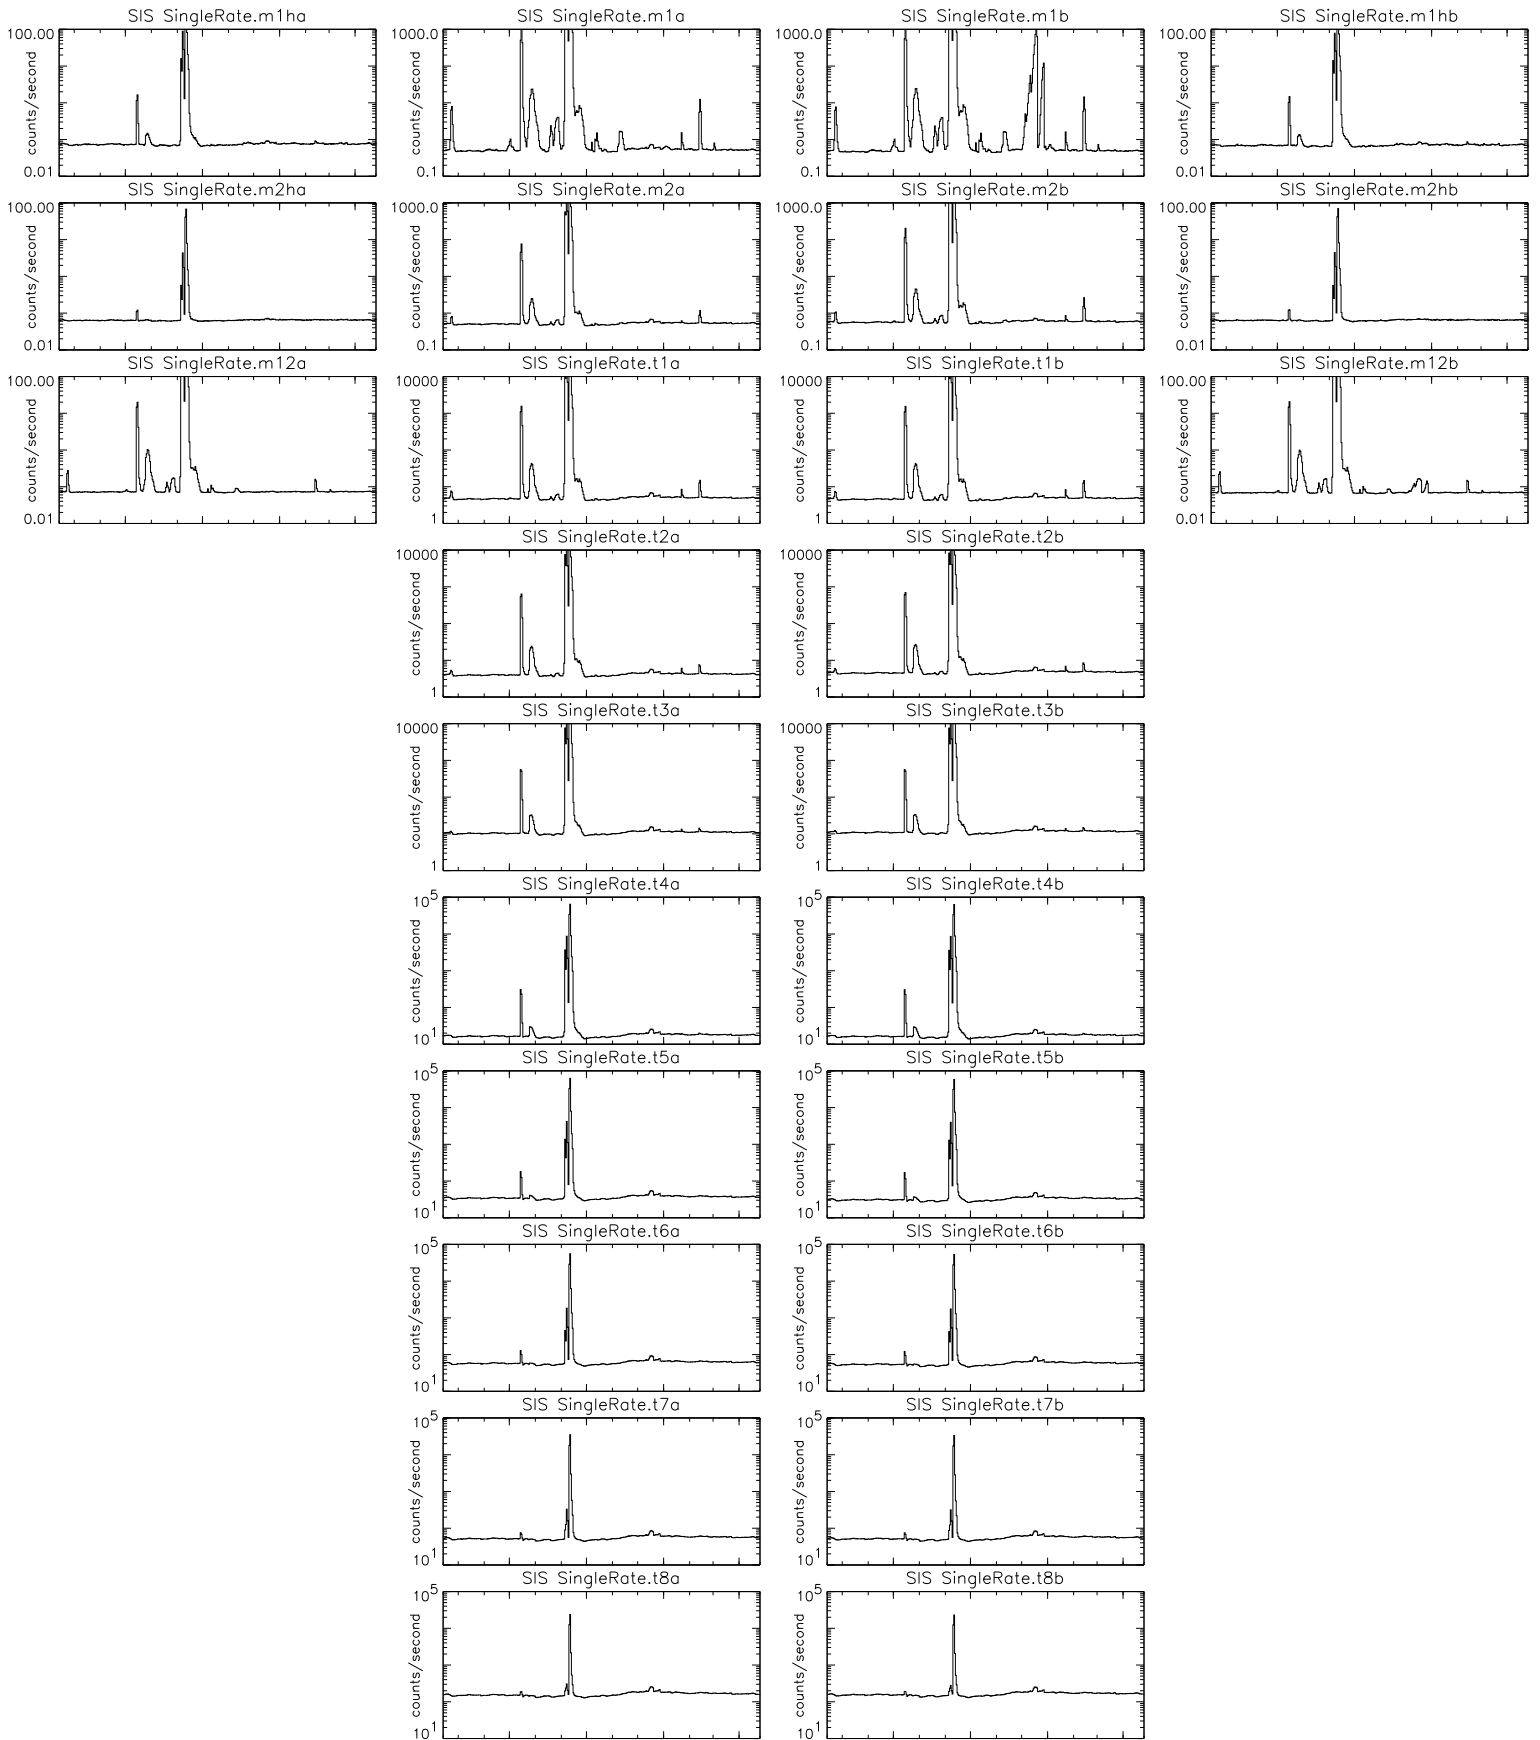 SIS SingleRate.m1ha
100.00
counts/second
0.01
SIS SingleRate.m1a
1000.0
counts/second
0.1
SIS SingleRate.m1b
1000.0
counts/second
0.1
SIS SingleRate.m1hb
100.00
counts/second
0.01
SIS SingleRate.m2ha
100.00
counts/second
0.01
SIS SingleRate.m2a
1000.0
counts/second
0.1
SIS SingleRate.m2b
1000.0
counts/second
0.1
SIS SingleRate.m2hb
100.00
counts/second
0.01
SIS SingleRate.m12a
100.00
counts/second
0.01
SIS SingleRate.t1a
10000
counts/second
1
SIS SingleRate.t1b
10000
counts/second
1
SIS SingleRate.m12b
100.00
counts/second
0.01
SIS SingleRate.t2a
10000
counts/second
1
SIS SingleRate.t2b
10000
counts/second
1
SIS SingleRate.t3a
10000
counts/second
1
SIS SingleRate.t3b
10000
counts/second
1
SIS SingleRate.t4a
10^5
counts/second
10^1
SIS SingleRate.t4b
10^5
counts/second
10^1
SIS SingleRate.t5a
10^5
counts/second
10^1
SIS SingleRate.t5b
10^5
counts/second
10^1
SIS SingleRate.t6a
10^5
counts/second
10^1
SIS SingleRate.t6b
10^5
counts/second
10^1
SIS SingleRate.t7a
10^5
counts/second
10^1
SIS SingleRate.t7b
10^5
counts/second
10^1
SIS SingleRate.t8a
10^5
counts/second
10^1
SIS SingleRate.t8b
10^5
counts/second
10^1